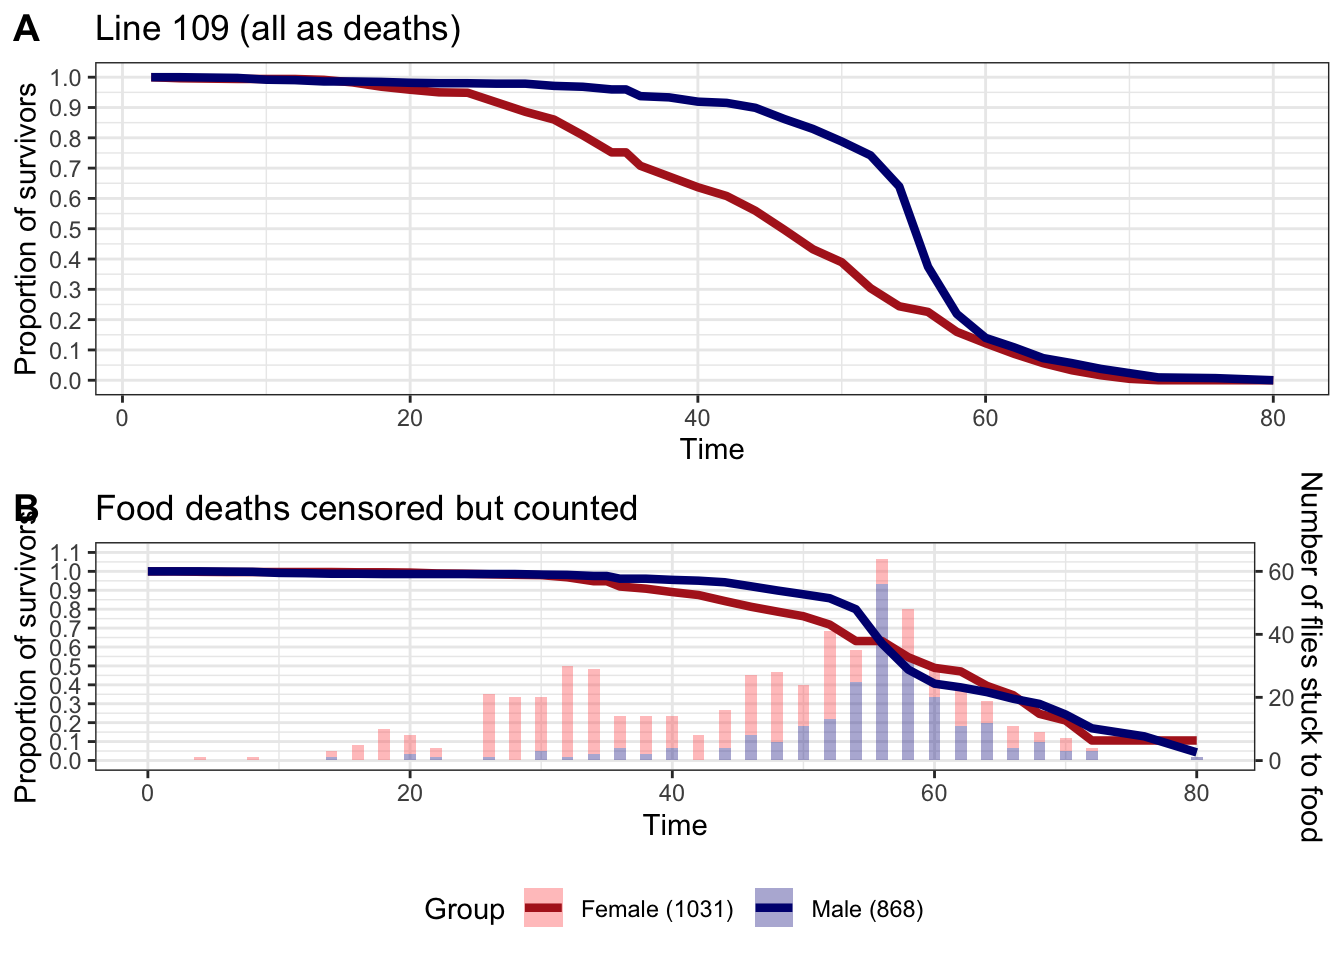 A Line 109 (all as deaths)
Proportion of survivors
1.0
0.9
0.8
0.7
0.6
0.5
0.4
0.3
0.2
0.1
0.0
0 20 40 60 80
Time
B Food deaths censored but counted
Proportion of survivors
1.1
1.0
0.9
0.8
0.7
0.6
0.5
0.4
0.3
0.2
0.1
0.0
60
40
20
0
Number of flies stuck to food
0 20 40 60 80
Time
Group Female (1031) Male (868)